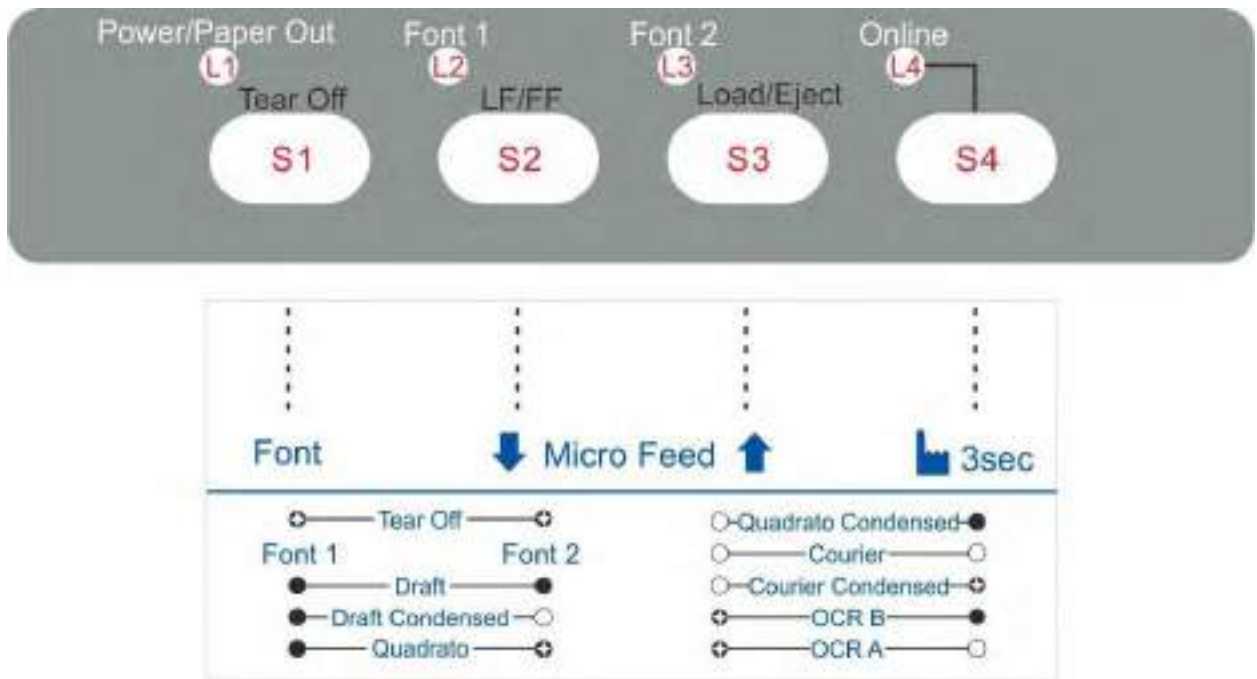 Power/Paper Out Font 1 Font 2 Online
L1 L2 L3 L4
Tear Off LF/FF Load/Eject
S1 S2 S3 S4
Font Micro Feed 3sec
Tear Off
Font 1 Font 2
Draft
Draft Condensed
Quadrato
Quadrato Condensed
Courier
Courier Condensed
OCR B
OCR A